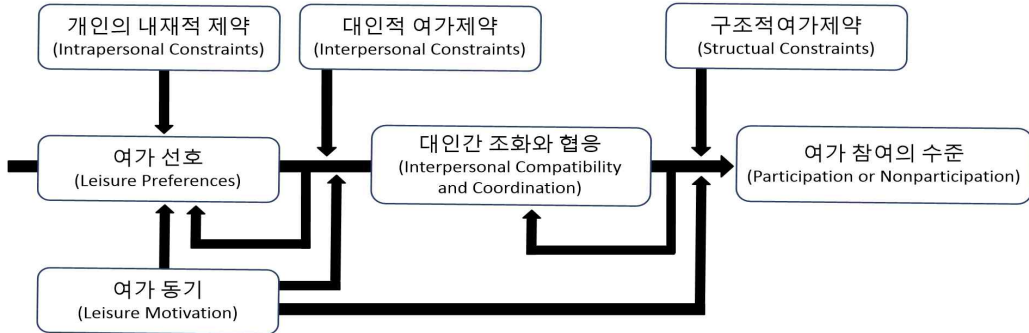 개인의 내재적 제약
(Intrapersonal Constraints)
대인적 여가제약
(Interpersonal Constraints)
구조적여가제약
(Structual Constraints)
여가 선호
(Leisure Preferences)
대인간 조화와 협응
(Interpersonal Compatibility
and Coordination)
여가 참여의 수준
(Participation or Nonparticipation)
여가 동기
(Leisure Motivation)